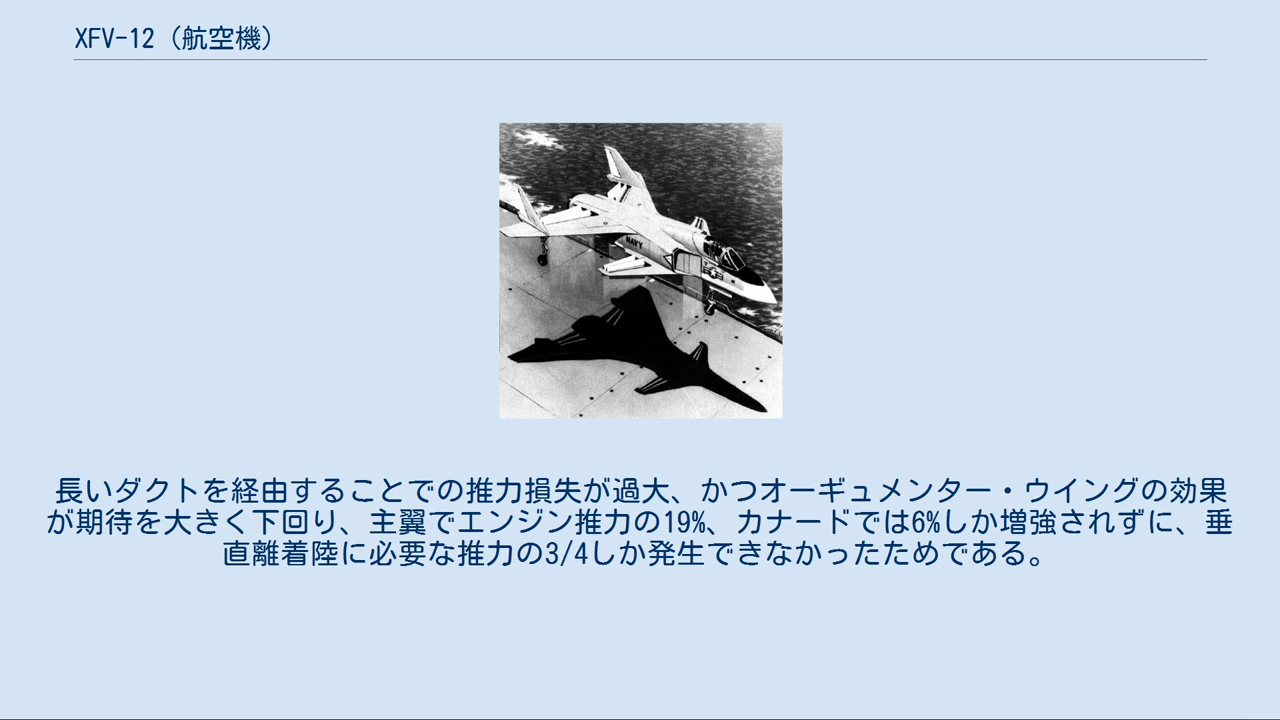 XFV-12（航空機）
NAVY
長いダクトを経由することでの推力損失が過大、かつオーギュメンター・ウイングの効果
が期待を大きく下回り、主翼でエンジン推力の19%、カナードでは6%しか増強されずに、垂
直離着陸に必要な推力の3/4しか発生できなかったためである。